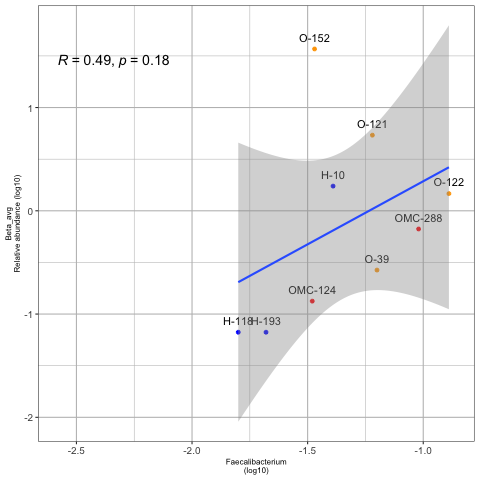 R = 0.49, p = 0.18
O-152
O-121
H-10
O-122
OMC-288
O-39
OMC-124
H-118
H-193
1
0
-1
-2
-2.5
-2.0
-1.5
-1.0
Beta_avg
Relative abundance (log10)
Faecalibacterium
(log10)